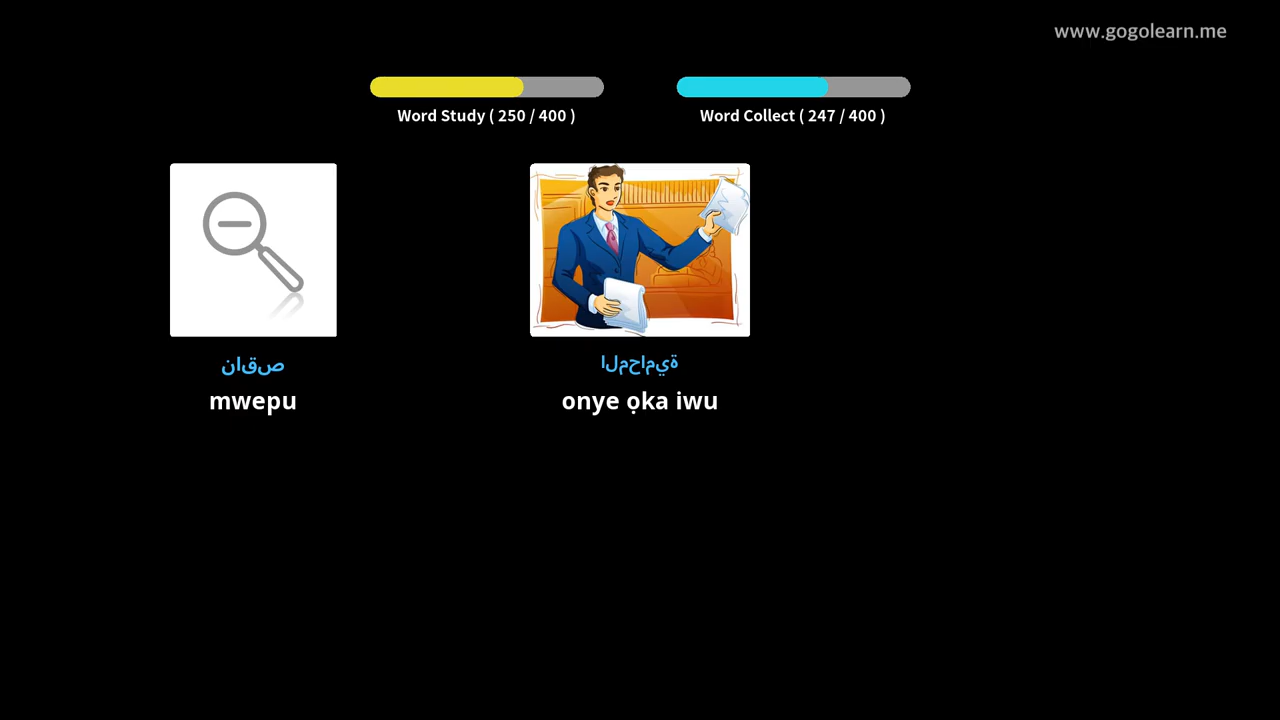 www.gogolearn.me
Word Study ( 250 / 400 )
Word Collect ( 247 / 400 )
ناقص
mwepu
المحامية
onye ọka iwu